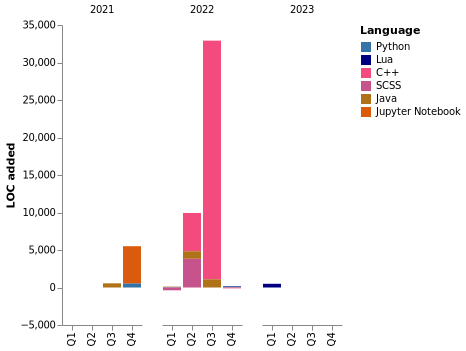 2021 2022 2023
Language
Python
Lua
C++
SCSS
Java
Jupyter Notebook
LOC added
35,000
30,000
25,000
20,000
15,000
10,000
5,000
0
−5,000
Q1 Q2 Q3 Q4 Q1 Q2 Q3 Q4 Q1 Q2 Q3 Q4